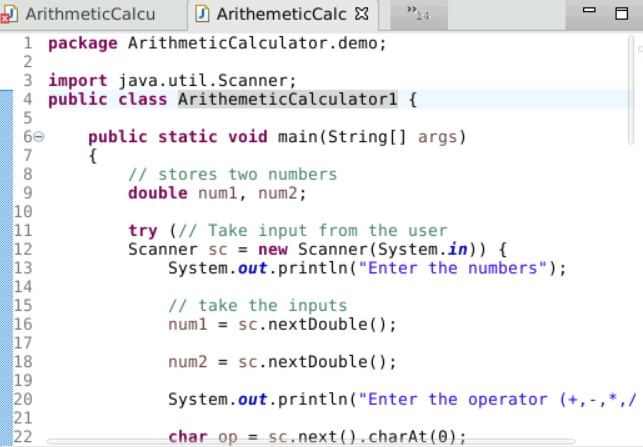 ArithmeticCalcu
ArithemeticCalc
14
1 package ArithmeticCalculator.demo;
2
3 import java.util.Scanner;
4 public class ArithemeticCalculator1 {
5
6 public static void main(String[] args)
7 {
8 // stores two numbers
9 double num1, num2;
10
11 try (// Take input from the user
12 Scanner sc = new Scanner(System.in)) {
13 System.out.println("Enter the numbers");
14
15 // take the inputs
16 num1 = sc.nextDouble();
17
18 num2 = sc.nextDouble();
19
20 System.out.println("Enter the operator (+,-,*,/
21
22 char op = sc.next().charAt(0);